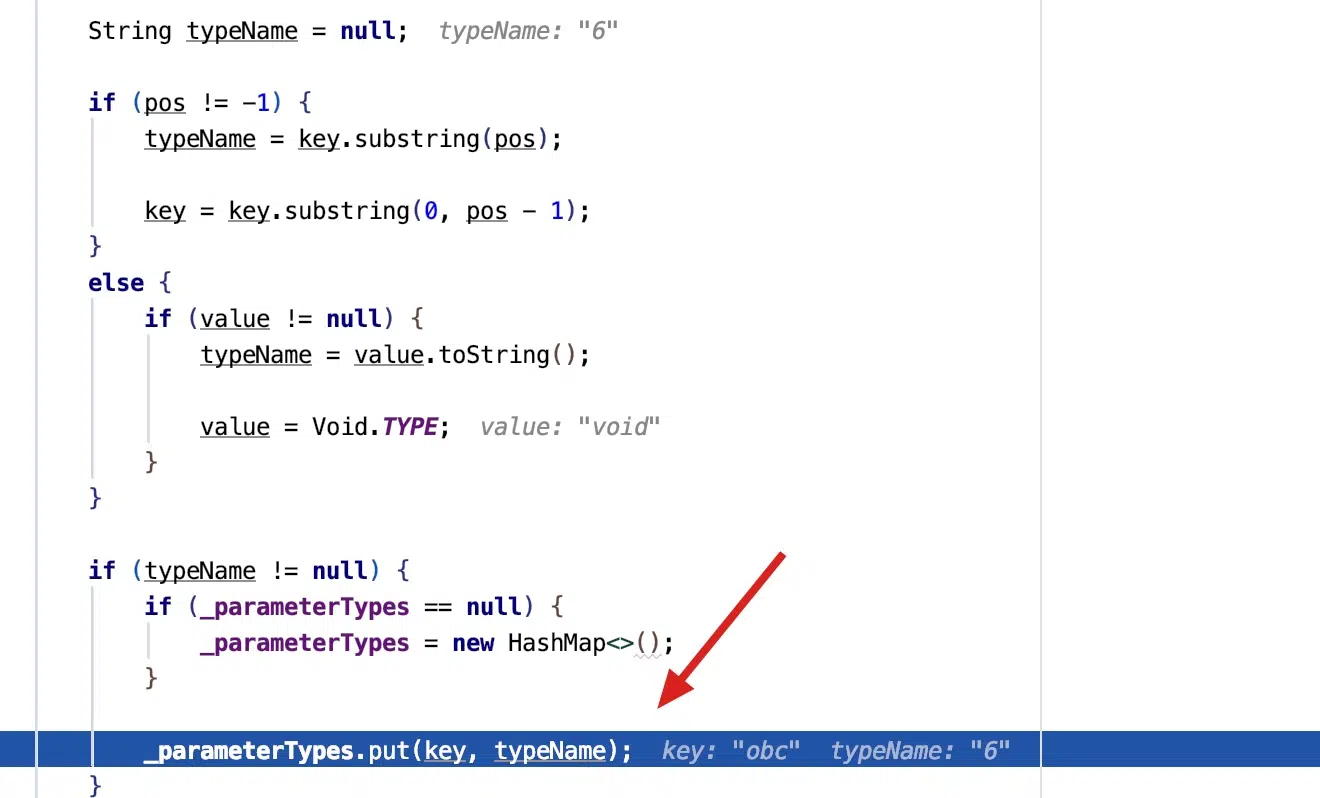 String typeName = null; typeName: "6"
if (pos != -1) {
typeName = key.substring(pos);
key = key.substring(0, pos - 1);
}
else {
if (value != null) {
typeName = value.toString();
value = Void.TYPE; value: "void"
}
}
if (typeName != null) {
if (_parameterTypes == null) {
_parameterTypes = new HashMap<>();
}
_parameterTypes.put(key, typeName); key: "obc" typeName: "6"
}